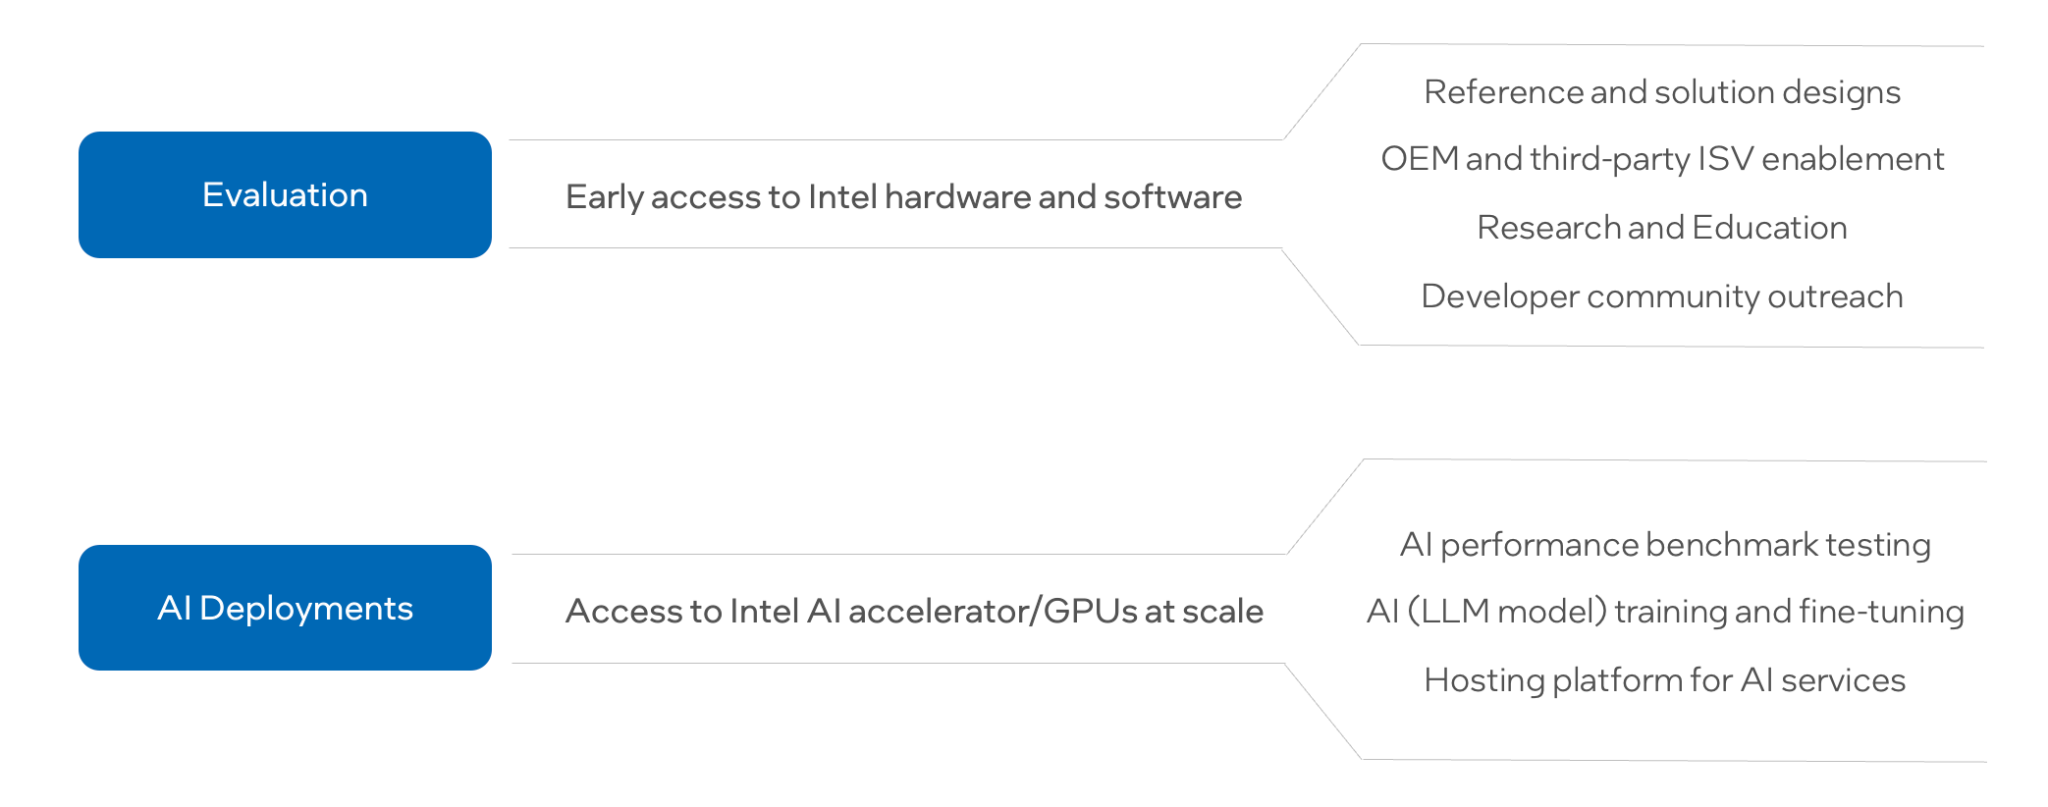 Evaluation
Early access to Intel hardware and software
Reference and solution designs
OEM and third-party ISV enablement
Research and Education
Developer community outreach
AI Deployments
Access to Intel AI accelerator/GPUs at scale
AI performance benchmark testing
AI (LLM model) training and fine-tuning
Hosting platform for AI services